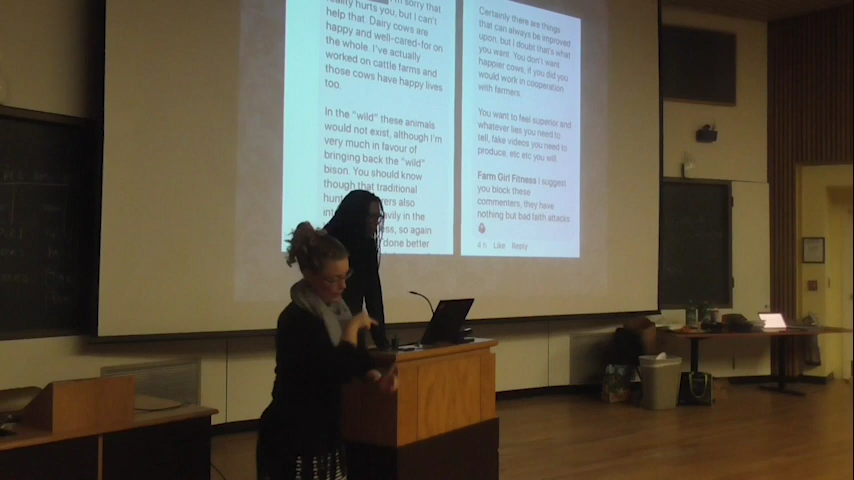 I'm sorry that
reality hurts you, but I can't
help that. Dairy cows are
happy and well-cared-for on
the whole. I've actually
worked on cattle farms and
those cows have happy lives
too.
In the "wild" these animals
would not exist, although I'm
very much in favour of
bringing back the "wild"
bison. You should know
though that traditional
in the
so again
done better
Certainly there are things
that can always be improved
upon, but I doubt that's what
you want. You don't want
happier cows, if you did you
would work in cooperation
with farmers.
You want to feel superior and
whatever lies you need to
tell, fake videos you need to
produce, etc etc you will.
Farm Girl Fitness I suggest
you block these
commenters, they have
nothing but bad faith attacks
4 h Like Reply